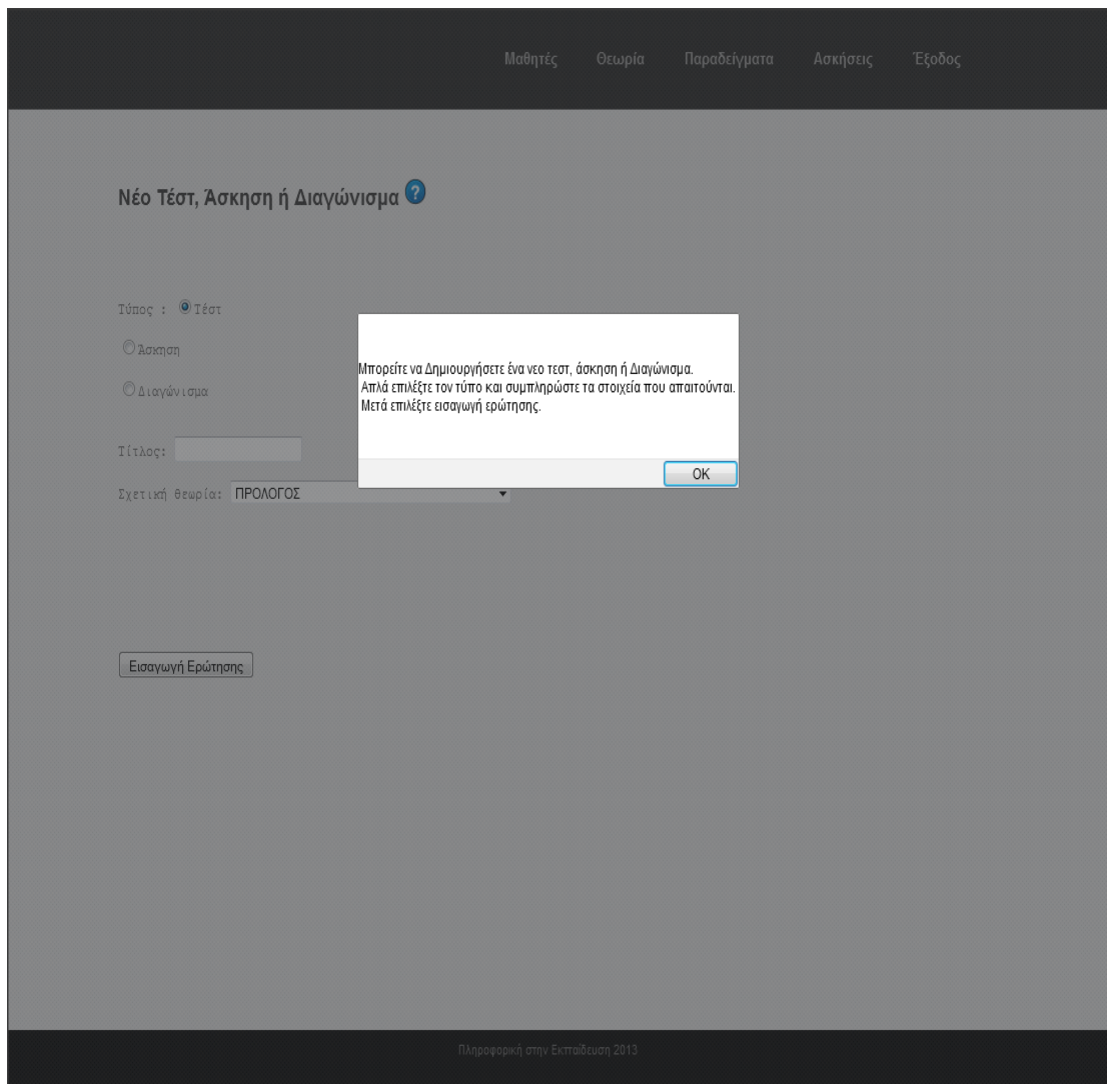 Μαθητές Θεωρία Παραδείγματα Ασκήσεις Έξοδος
Νέο Τέστ, Άσκηση ή Διαγώνισμα ?
Τύπος : Τέστ
Άσκηση
Διαγώνισμα
Μπορείτε να Δημιουργήσετε ένα νεο τεστ, άσκηση ή Διαγώνισμα.
Απλά επιλέξτε τον τύπο και συμπληρώστε τα στοιχεία που απαιτούνται.
Μετά επιλέξτε εισαγωγή ερώτησης.
OK
Τίτλος:
Σχετική θεωρία: ΠΡΟΛΟΓΟΣ
Εισαγωγή Ερώτησης
Πληροφορική στην Εκπαίδευση 2013